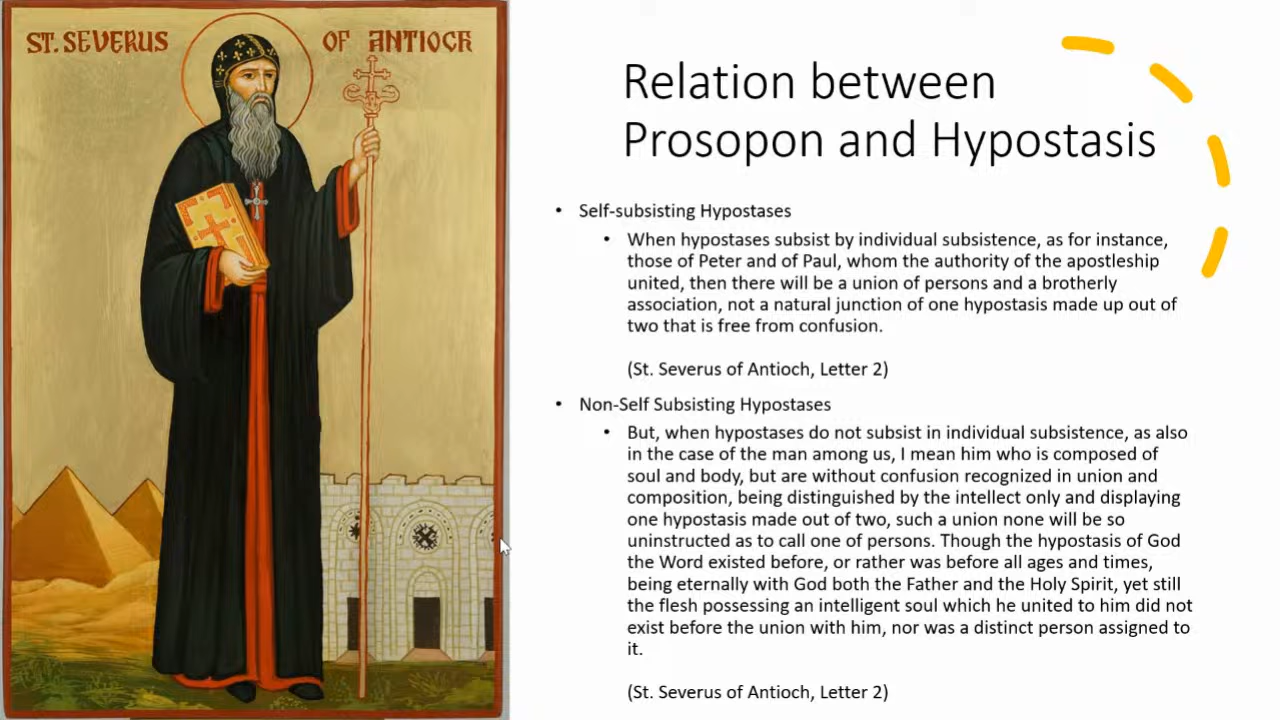 ST. SEVERUS OF ANTIOCH
Relation between
Prosopon and Hypostasis
• Self-subsisting Hypostases
• When hypostases subsist by individual subsistence, as for instance,
those of Peter and of Paul, whom the authority of the apostleship
united, then there will be a union of persons and a brotherly
association, not a natural junction of one hypostasis made up out of
two that is free from confusion.
(St. Severus of Antioch, Letter 2)
• Non-Self Subsisting Hypostases
• But, when hypostases do not subsist in individual subsistence, as also
in the case of the man among us, I mean him who is composed of
soul and body, but are without confusion recognized in union and
composition, being distinguished by the intellect only and displaying
one hypostasis made out of two, such a union none will be so
uninstructed as to call one of persons. Though the hypostasis of God
the Word existed before, or rather was before all ages and times,
being eternally with God both the Father and the Holy Spirit, yet still
the flesh possessing an intelligent soul which he united to him did not
exist before the union with him, nor was a distinct person assigned to
it.
(St. Severus of Antioch, Letter 2)